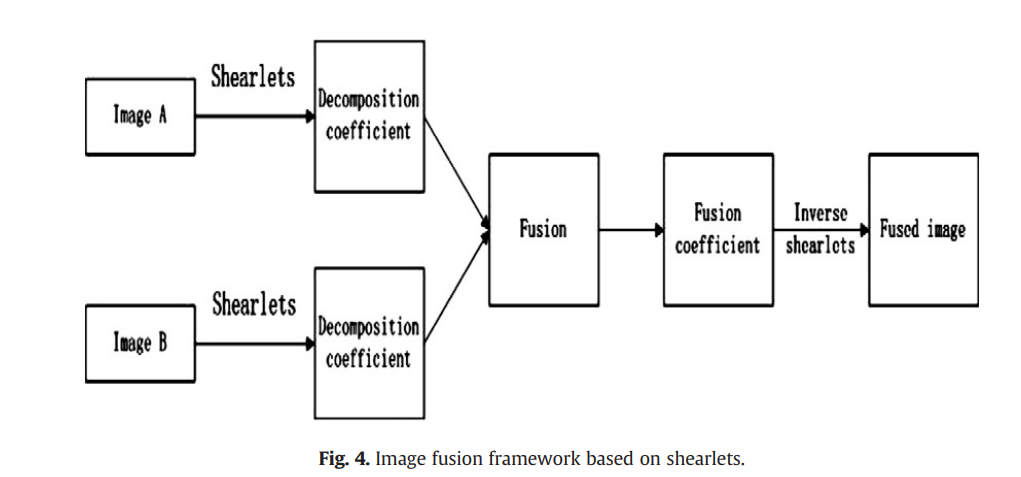 Shearlets
Image A
Decomposition
coefficient
Shearlets
Image B
Decomposition
coefficient
Fusion
Fusion
coefficient
Inverse
shearlets
Fused image
Fig. 4. Image fusion framework based on shearlets.